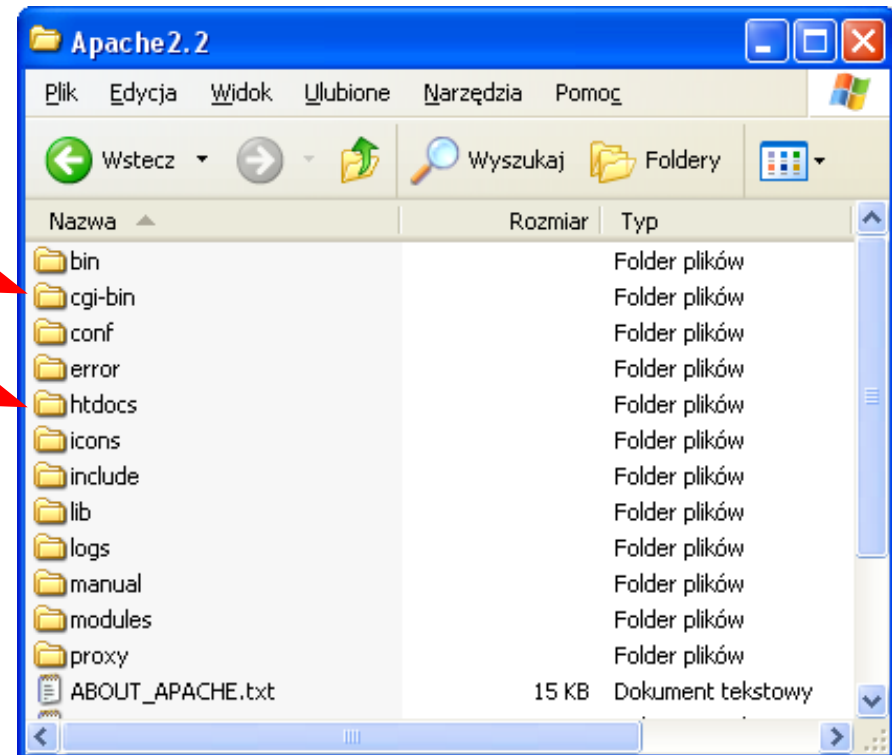 Apache2.2
Plik Edycja Widok Ulubione Narzędzia Pomoc
Wstecz Wyszukaj Foldery
Nazwa Rozmiar Typ
bin Folder plików
cgi-bin Folder plików
conf Folder plików
error Folder plików
htdocs Folder plików
icons Folder plików
include Folder plików
lib Folder plików
logs Folder plików
manual Folder plików
modules Folder plików
proxy Folder plików
ABOUT_APACHE.txt 15 KB Dokument tekstowy